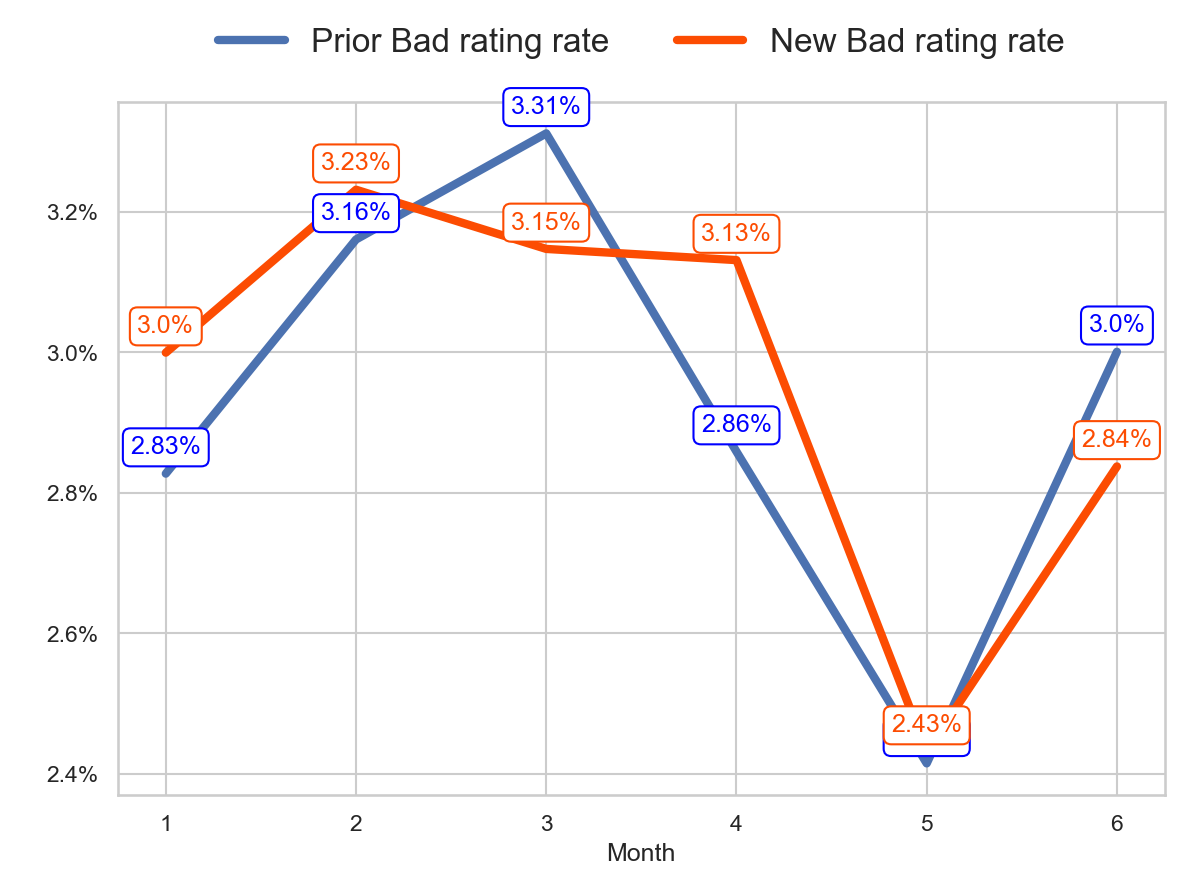 Prior Bad rating rate New Bad rating rate
3.31%
3.23%
3.2% 3.16% 3.15% 3.13%
3.0% 3.0% 3.0%
2.83% 2.86% 2.84%
2.8%
2.6%
2.43%
2.4%
1 2 3 4 5 6
Month